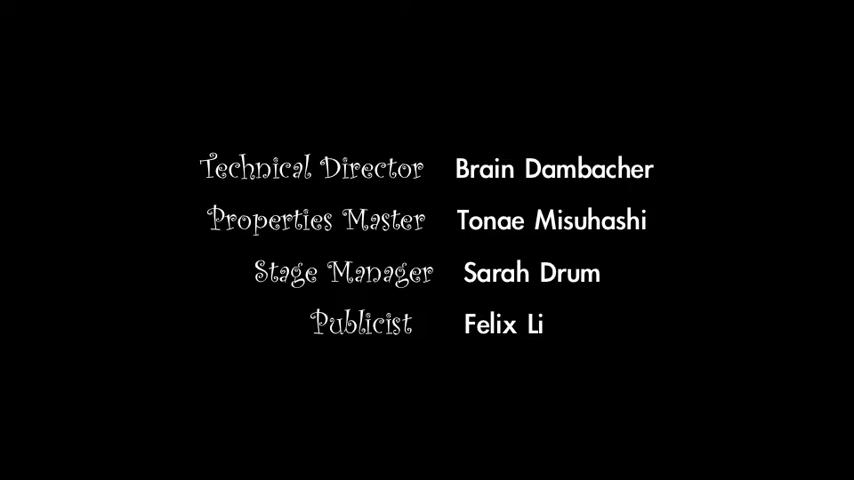 Technical Director Brain Dambacher
Properties Master Tonae Misuhashi
Stage Manager Sarah Drum
Publicist Felix Li